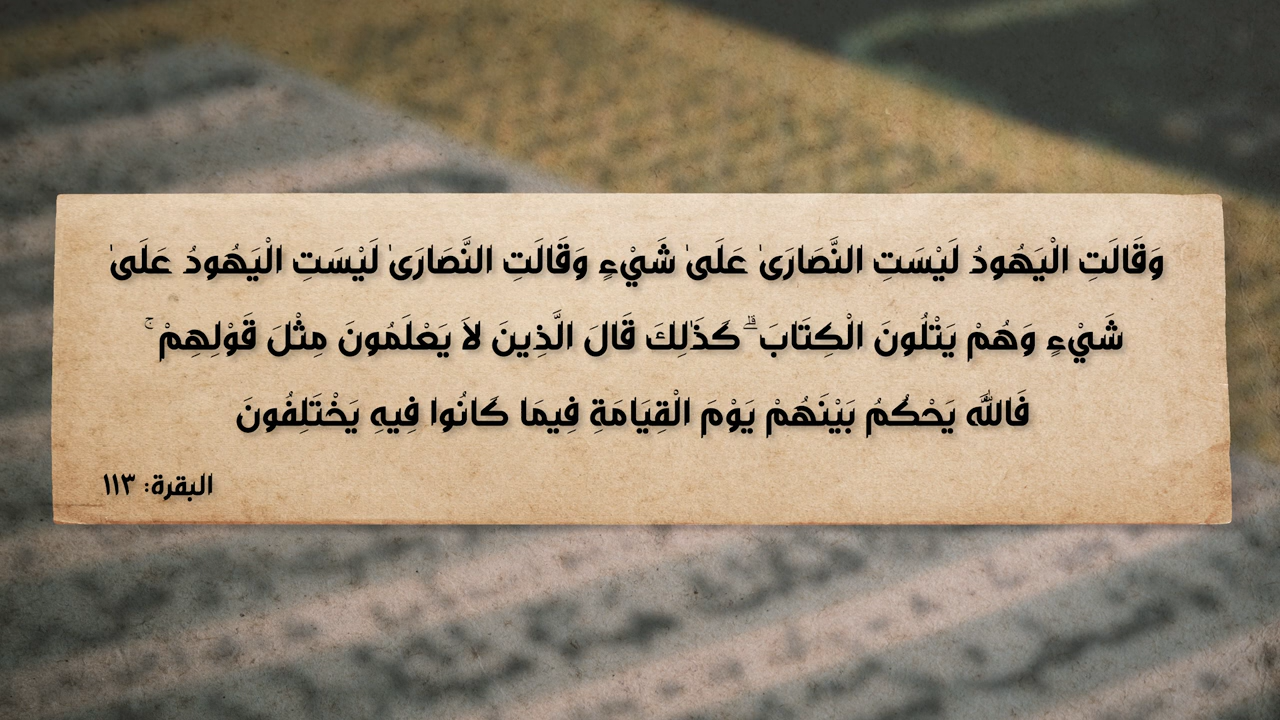 وَقَالَتِ الْيَهُودُ لَيْسَتِ النَّصَارَىٰ عَلَىٰ شَيْءٍ وَقَالَتِ النَّصَارَىٰ لَيْسَتِ الْيَهُودُ عَلَىٰ
شَيْءٍ وَهُمْ يَتْلُونَ الْكِتَابَ ۗ كَذَٰلِكَ قَالَ الَّذِينَ لاَ يَعْلَمُونَ مِثْلَ قَوْلِهِمْ ۚ
فَاللَّه يَحْكُمُ بَيْنَهُمْ يَوْمَ الْقِيَامَةِ فِيمَا كَانُوا فِيهِ يَخْتَلِفُونَ
البقرة: ١١٣